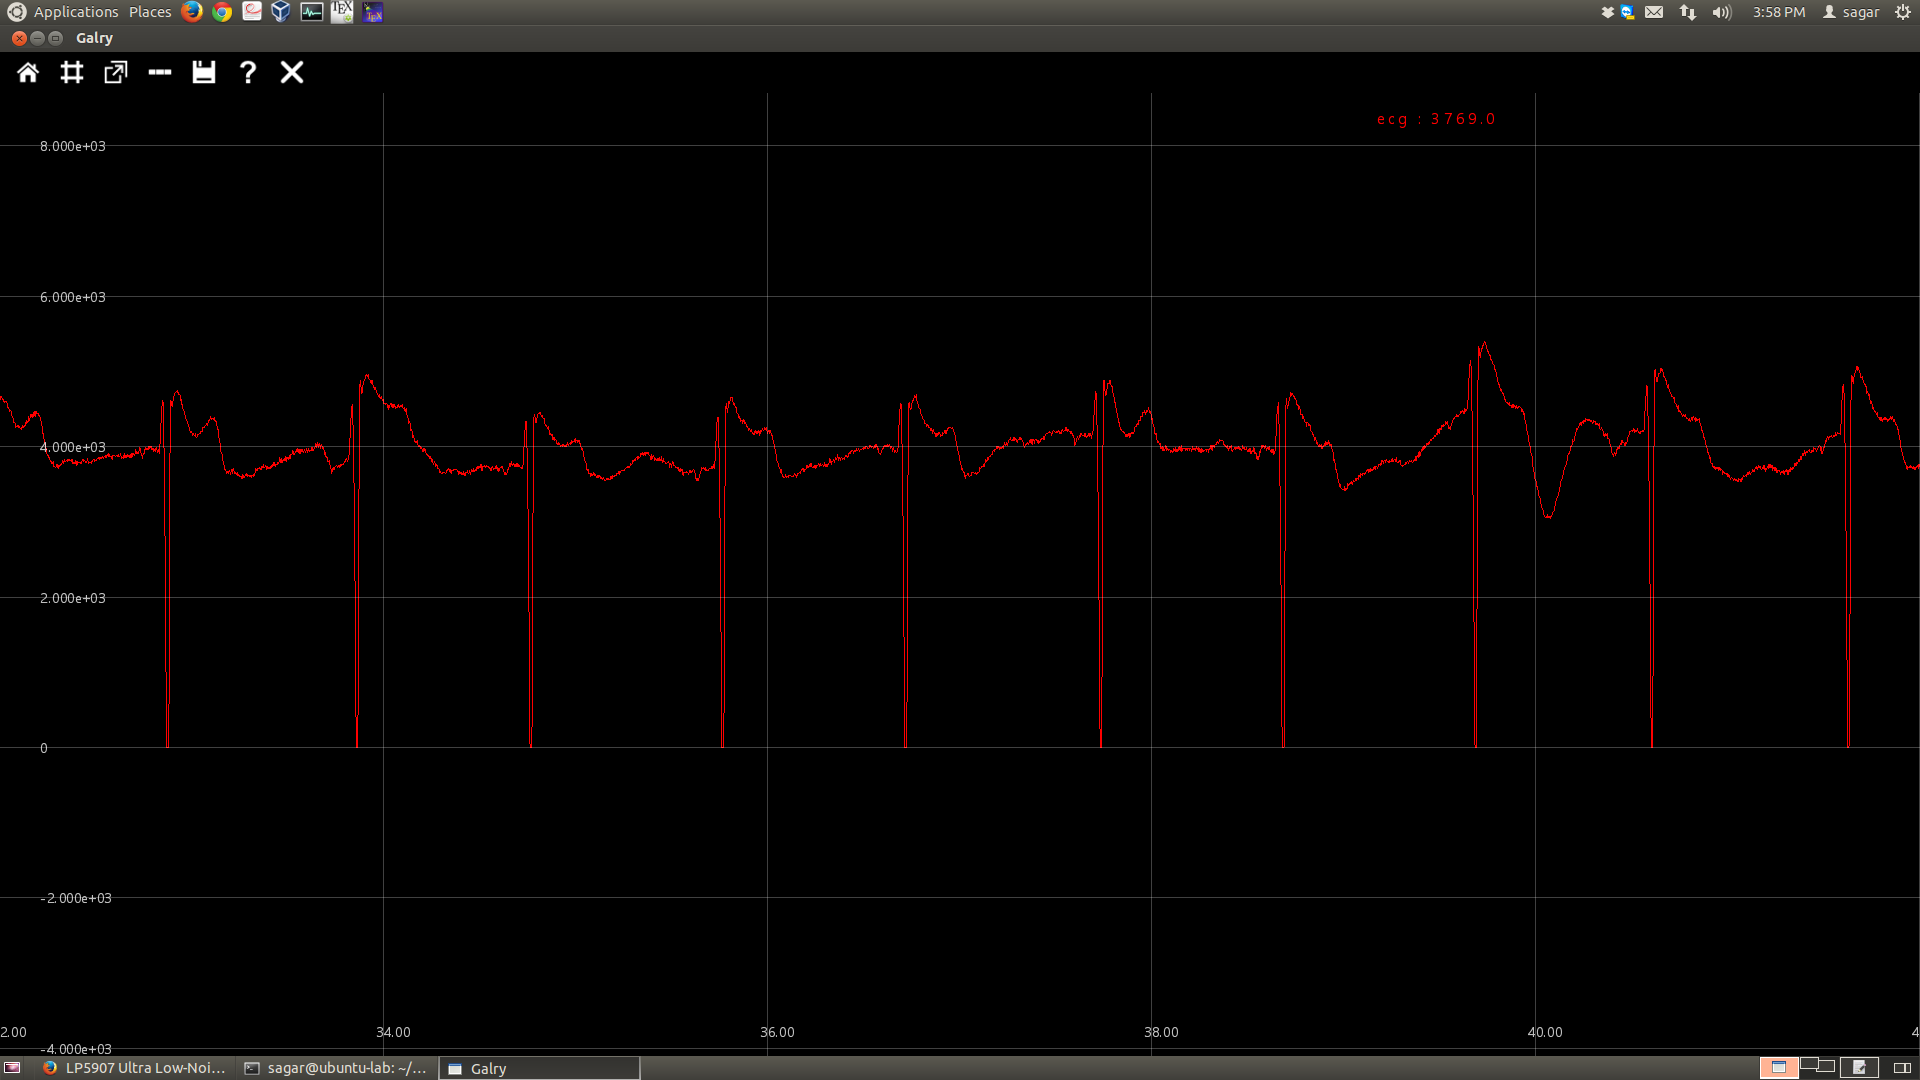 Applications Places 3:58 PM sagar
Galry
ecg : 3769.0
8.000e+03
6.000e+03
4.000e+03
2.000e+03
0
-2.000e+03
2.00 34.00 36.00 38.00 40.00 4
-4.000e+03
LP5907 Ultra Low-Noi... sagar@ubuntu-lab: ~/... Galry